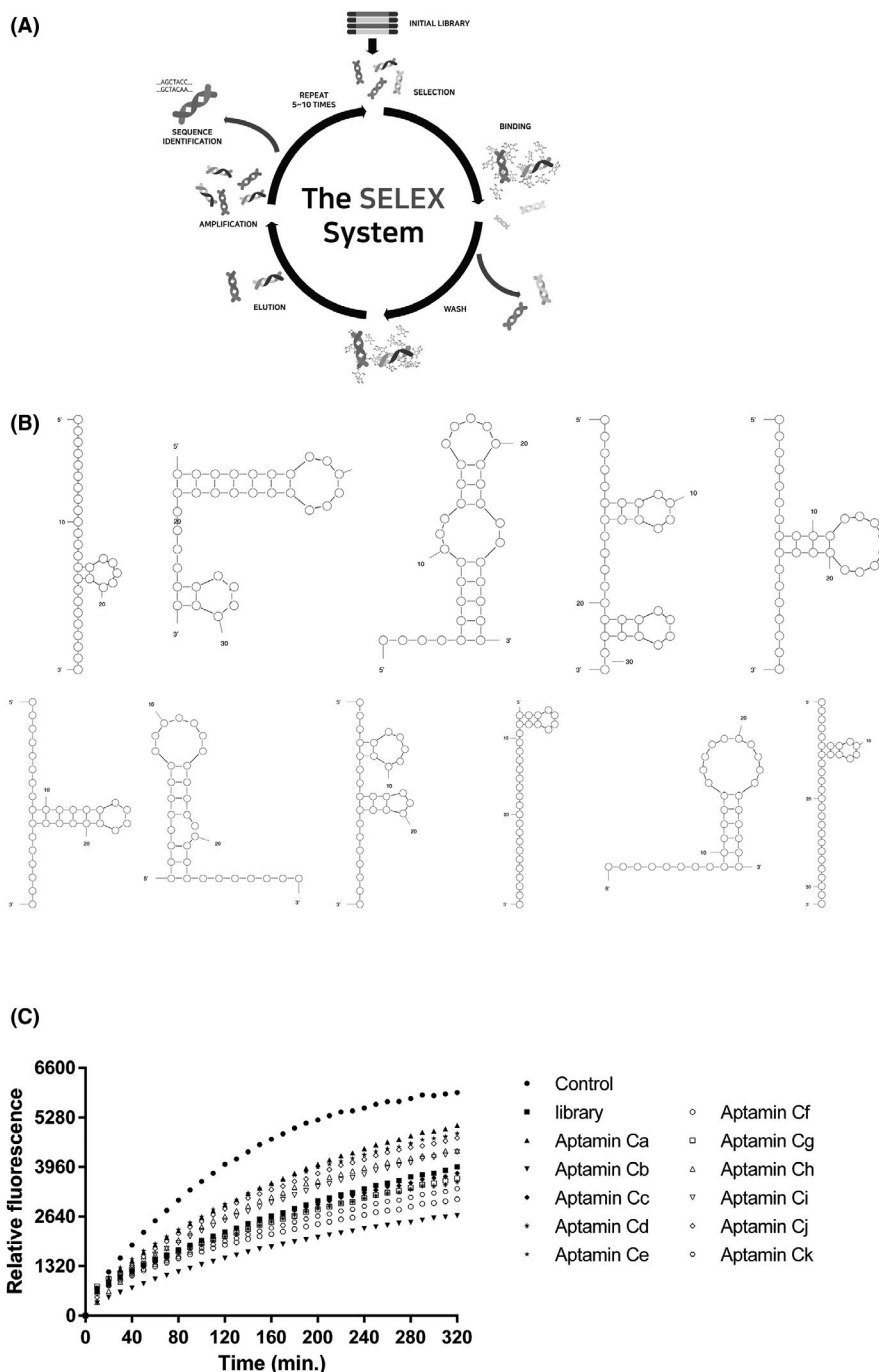 (A)
INITIAL LIBRARY
SELECTION
REPEAT
5~10 TIMES
...AGCTACC...
...GCTACAA...
SEQUENCE
IDENTIFICATION
BINDING
The SELEX
System
AMPLIFICATION
ELUTION
WASH
(B)
5'
10
20
3'
5'
20
3'
30
20
10
5'
3'
5'
10
20
30
3'
5'
10
20
3'
5'
10
20
3'
10
20
5'
3'
5'
10
20
3'
5'
10
20
3'
20
10
5'
3'
5'
10
20
30
3'
(C)
Relative fluorescence
6600
5280
3960
2640
1320
0
0 40 80 120 160 200 240 280 320
Time (min.)
Control
library
Aptamin Ca
Aptamin Cb
Aptamin Cc
Aptamin Cd
Aptamin Ce
Aptamin Cf
Aptamin Cg
Aptamin Ch
Aptamin Ci
Aptamin Cj
Aptamin Ck